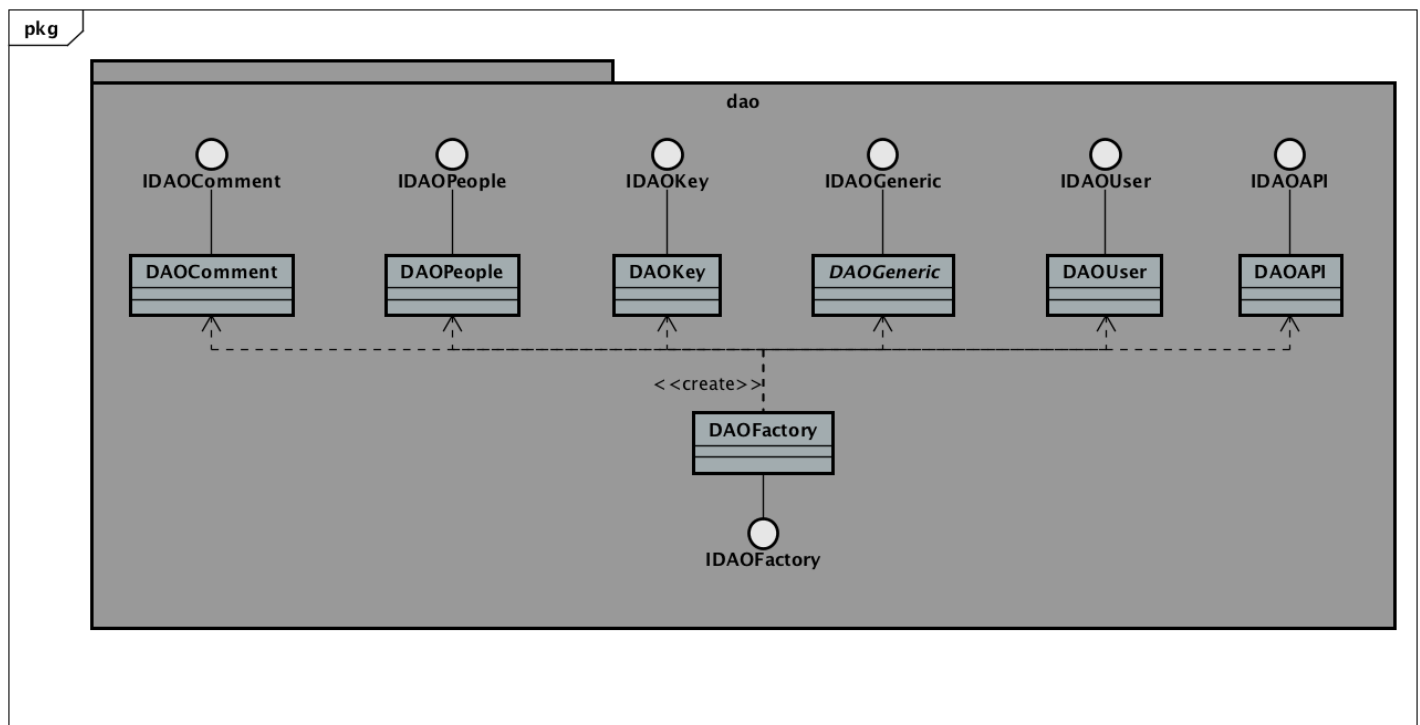 pkg
dao
IDAOComment
IDAOPeople
IDAOKey
IDAOGeneric
IDAOUser
IDAOAPI
DAOComment
DAOPeople
DAOKey
DAOGeneric
DAOUser
DAOAPI
<<create>>
DAOFactory
IDAOFactory